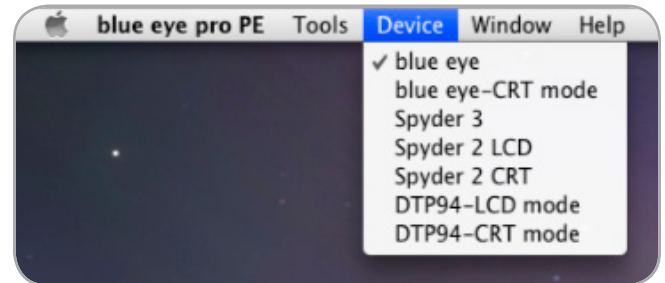 blue eye pro PE Tools Device Window Help
✓ blue eye
blue eye-CRT mode
Spyder 3
Spyder 2 LCD
Spyder 2 CRT
DTP94-LCD mode
DTP94-CRT mode